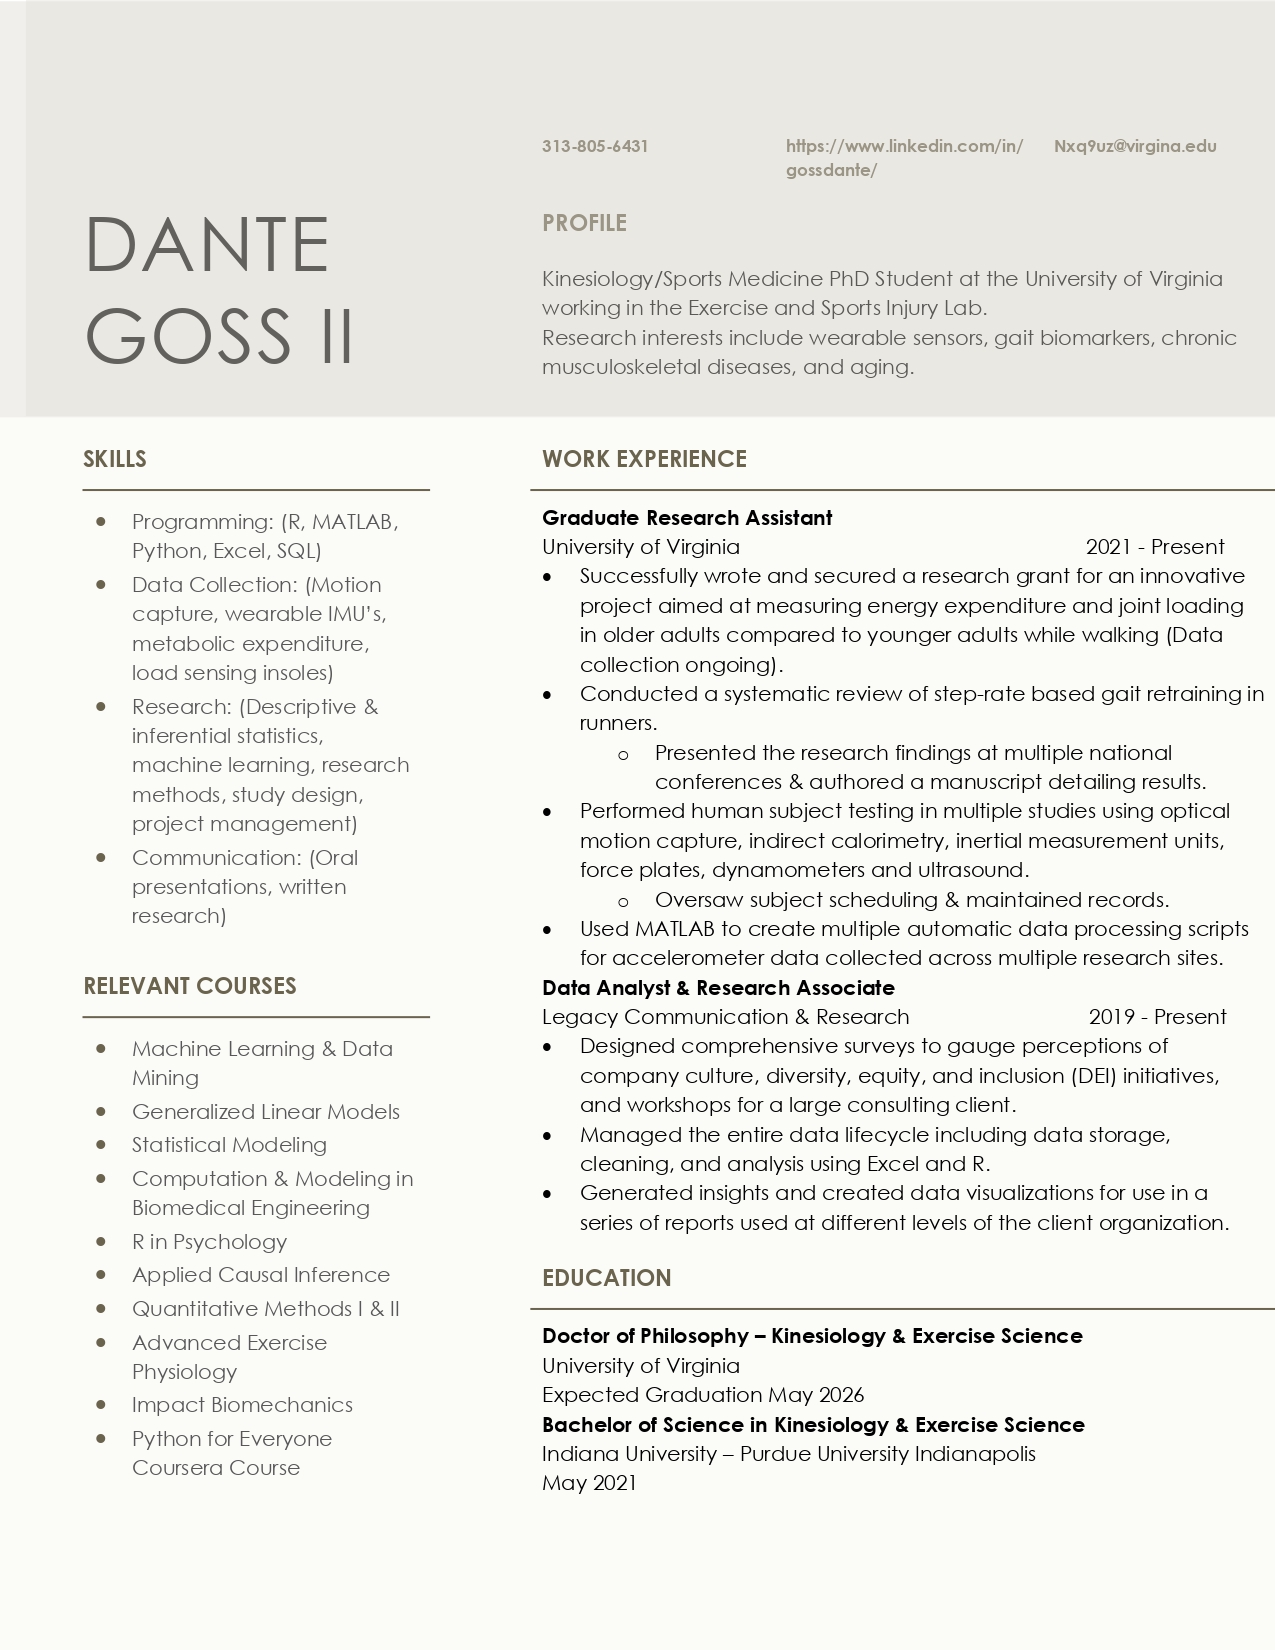 313-805-6431
https://www.linkedin.com/in/
gossdante/
Nxq9uz@virgina.edu
DANTE
GOSS II
PROFILE
Kinesiology/Sports Medicine PhD Student at the University of Virginia
working in the Exercise and Sports Injury Lab.
Research interests include wearable sensors, gait biomarkers, chronic
musculoskeletal diseases, and aging.
SKILLS
• Programming: (R, MATLAB,
Python, Excel, SQL)
• Data Collection: (Motion
capture, wearable IMU’s,
metabolic expenditure,
load sensing insoles)
• Research: (Descriptive &
inferential statistics,
machine learning, research
methods, study design,
project management)
• Communication: (Oral
presentations, written
research)
RELEVANT COURSES
• Machine Learning & Data
Mining
• Generalized Linear Models
• Statistical Modeling
• Computation & Modeling in
Biomedical Engineering
• R in Psychology
• Applied Causal Inference
• Quantitative Methods I & II
• Advanced Exercise
Physiology
• Impact Biomechanics
• Python for Everyone
Coursera Course
WORK EXPERIENCE
Graduate Research Assistant
University of Virginia 2021 - Present
• Successfully wrote and secured a research grant for an innovative
project aimed at measuring energy expenditure and joint loading
in older adults compared to younger adults while walking (Data
collection ongoing).
• Conducted a systematic review of step-rate based gait retraining in
runners.
o Presented the research findings at multiple national
conferences & authored a manuscript detailing results.
• Performed human subject testing in multiple studies using optical
motion capture, indirect calorimetry, inertial measurement units,
force plates, dynamometers and ultrasound.
o Oversaw subject scheduling & maintained records.
• Used MATLAB to create multiple automatic data processing scripts
for accelerometer data collected across multiple research sites.
Data Analyst & Research Associate
Legacy Communication & Research 2019 - Present
• Designed comprehensive surveys to gauge perceptions of
company culture, diversity, equity, and inclusion (DEI) initiatives,
and workshops for a large consulting client.
• Managed the entire data lifecycle including data storage,
cleaning, and analysis using Excel and R.
• Generated insights and created data visualizations for use in a
series of reports used at different levels of the client organization.
EDUCATION
Doctor of Philosophy – Kinesiology & Exercise Science
University of Virginia
Expected Graduation May 2026
Bachelor of Science in Kinesiology & Exercise Science
Indiana University – Purdue University Indianapolis
May 2021